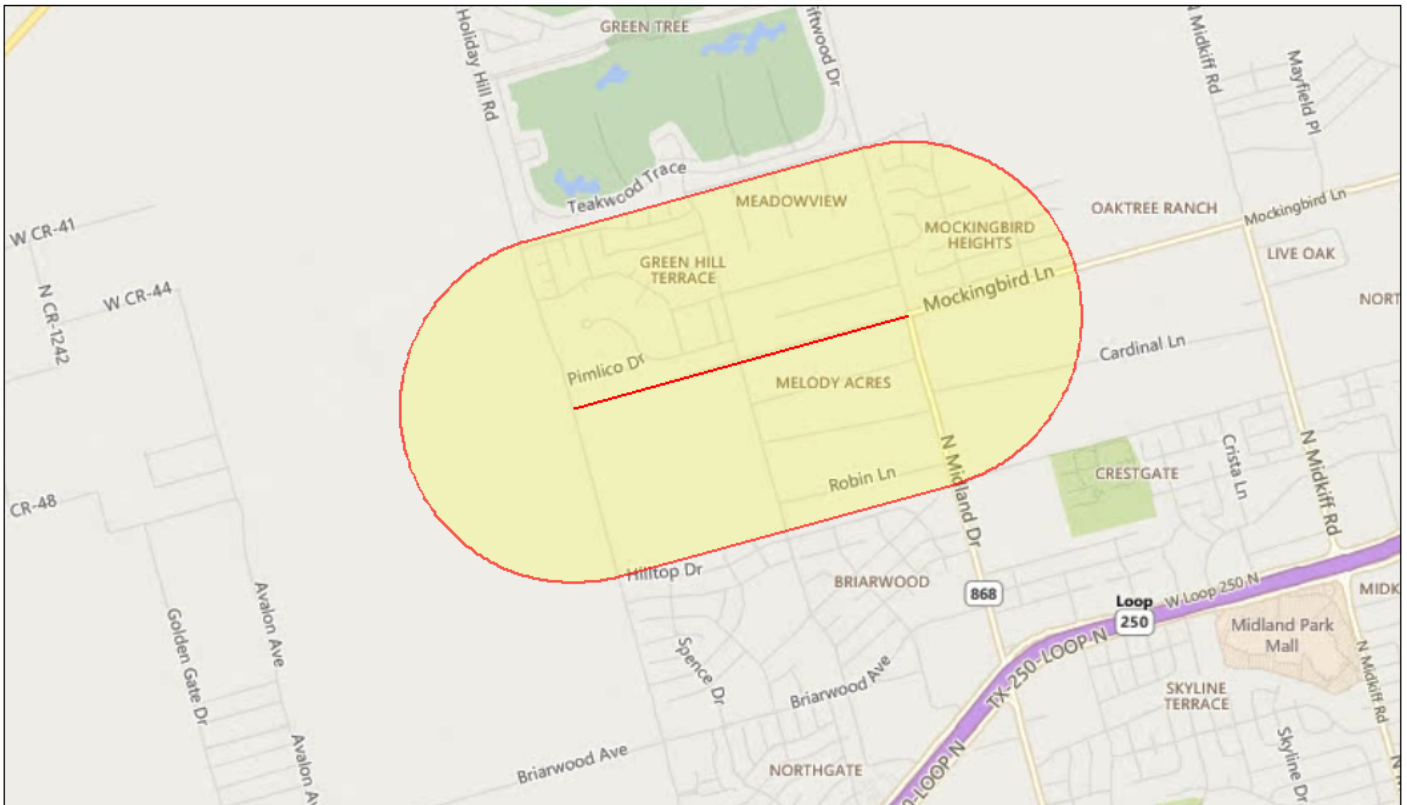 GREEN TREE
Holiday Hill Rd
N Midkiff Rd
Mayfield Pl
Teakwood Trace
MEADOWVIEW
OAKTREE RANCH
Mockingbird Ln
W CR-41
MOCKINGBIRD
HEIGHTS
LIVE OAK
GREEN HILL
TERRACE
W CR-44
N CR-1242
Mockingbird Ln
Pimlico Dr
MELODY ACRES
Cardinal Ln
N Midland Dr
Robin Ln
CRESTGATE
Crista Ln
N Midkiff Rd
CR-48
Hilltop Dr
BRIARWOOD
868
Loop
250
W Loop 250 N
Midland Park
Mall
Golden Gate Dr
Avalon Ave
Spence Dr
Briarwood Ave
TX-250-LOOP N
SKYLINE
TERRACE
N Midkiff Rd
Briarwood Ave
NORTHGATE
Skyline Dr